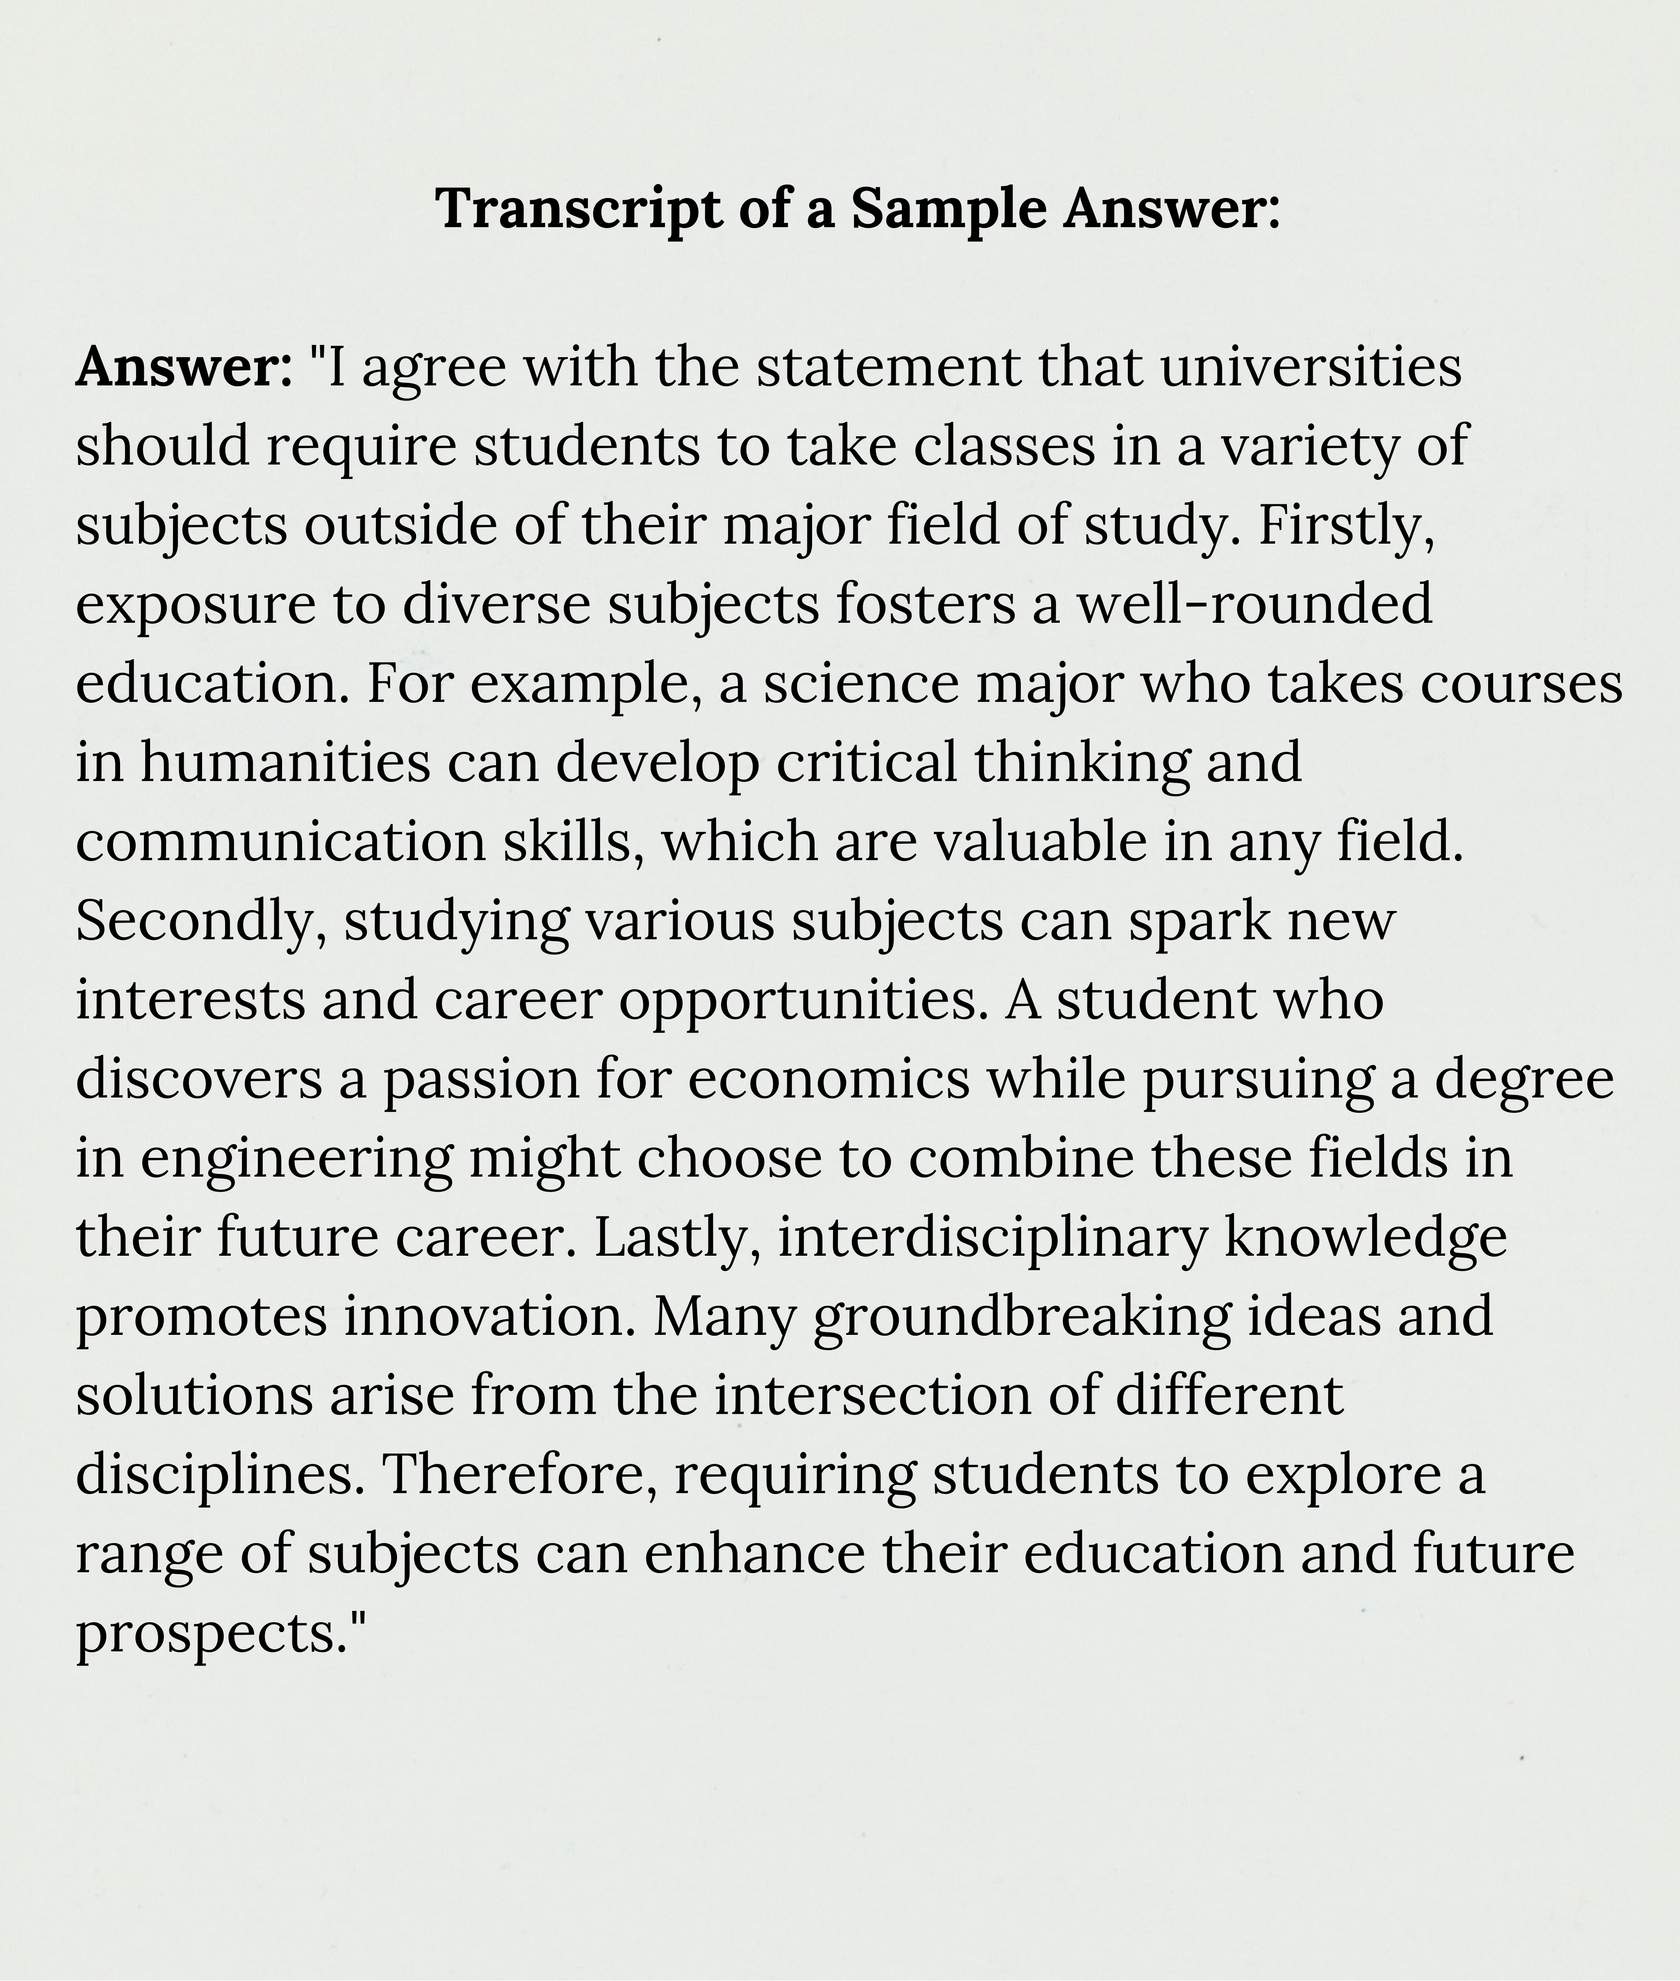 Transcript of a Sample Answer:
Answer: "I agree with the statement that universities
should require students to take classes in a variety of
subjects outside of their major field of study. Firstly,
exposure to diverse subjects fosters a well-rounded
education. For example, a science major who takes courses
in humanities can develop critical thinking and
communication skills, which are valuable in any field.
Secondly, studying various subjects can spark new
interests and career opportunities. A student who
discovers a passion for economics while pursuing a degree
in engineering might choose to combine these fields in
their future career. Lastly, interdisciplinary knowledge
promotes innovation. Many groundbreaking ideas and
solutions arise from the intersection of different
disciplines. Therefore, requiring students to explore a
range of subjects can enhance their education and future
prospects."